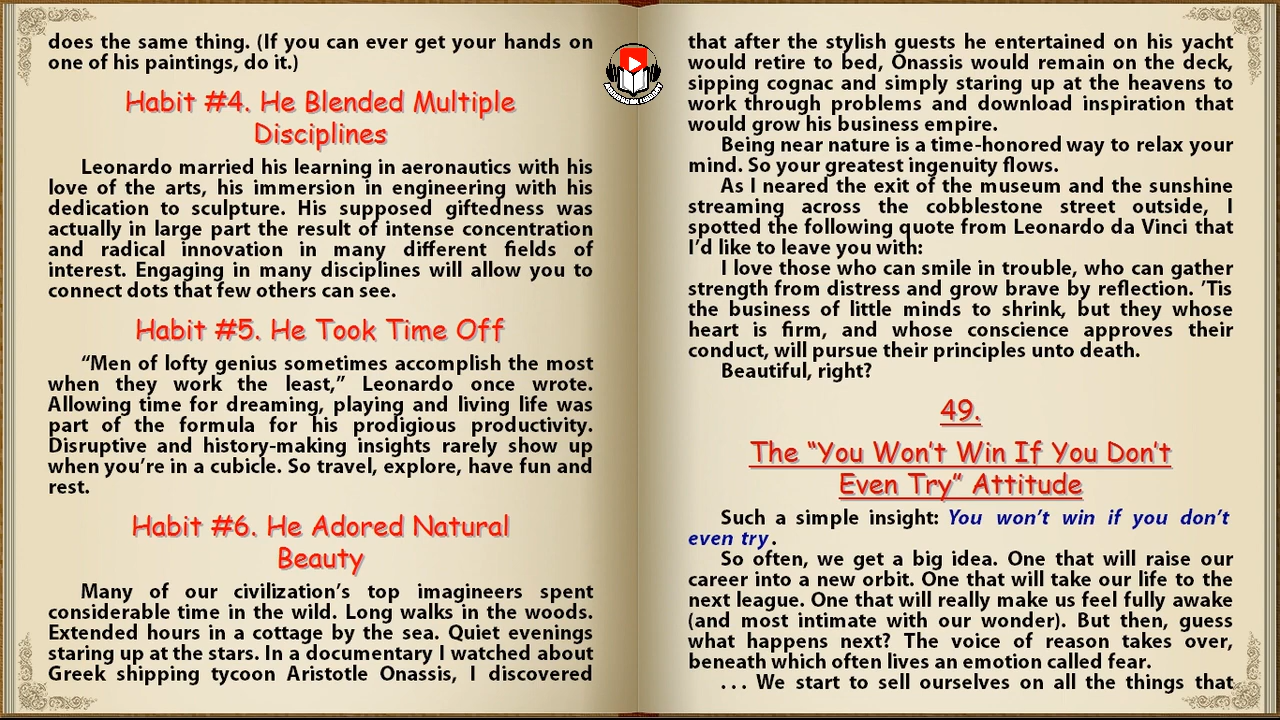 does the same thing. (If you can ever get your hands on
one of his paintings, do it.)
Habit #4. He Blended Multiple
Disciplines
Leonardo married his learning in aeronautics with his
love of the arts, his immersion in engineering with his
dedication to sculpture. His supposed giftedness was
actually in large part the result of intense concentration
and radical innovation in many different fields of
interest. Engaging in many disciplines will allow you to
connect dots that few others can see.
Habit #5. He Took Time Off
“Men of lofty genius sometimes accomplish the most
when they work the least,” Leonardo once wrote.
Allowing time for dreaming, playing and living life was
part of the formula for his prodigious productivity.
Disruptive and history-making insights rarely show up
when you’re in a cubicle. So travel, explore, have fun and
rest.
Habit #6. He Adored Natural
Beauty
Many of our civilization’s top imagineers spent
considerable time in the wild. Long walks in the woods.
Extended hours in a cottage by the sea. Quiet evenings
staring up at the stars. In a documentary I watched about
Greek shipping tycoon Aristotle Onassis, I discovered
that after the stylish guests he entertained on his yacht
would retire to bed, Onassis would remain on the deck,
sipping cognac and simply staring up at the heavens to
work through problems and download inspiration that
would grow his business empire.
Being near nature is a time-honored way to relax your
mind. So your greatest ingenuity flows.
As I neared the exit of the museum and the sunshine
streaming across the cobblestone street outside, I
spotted the following quote from Leonardo da Vinci that
I’d like to leave you with:
I love those who can smile in trouble, who can gather
strength from distress and grow brave by reflection. ’Tis
the business of little minds to shrink, but they whose
heart is firm, and whose conscience approves their
conduct, will pursue their principles unto death.
Beautiful, right?
49.
The “You Won’t Win If You Don’t
Even Try” Attitude
Such a simple insight: You won’t win if you don’t
even try.
So often, we get a big idea. One that will raise our
career into a new orbit. One that will take our life to the
next league. One that will really make us feel fully awake
(and most intimate with our wonder). But then, guess
what happens next? The voice of reason takes over,
beneath which often lives an emotion called fear.
. . . We start to sell ourselves on all the things that